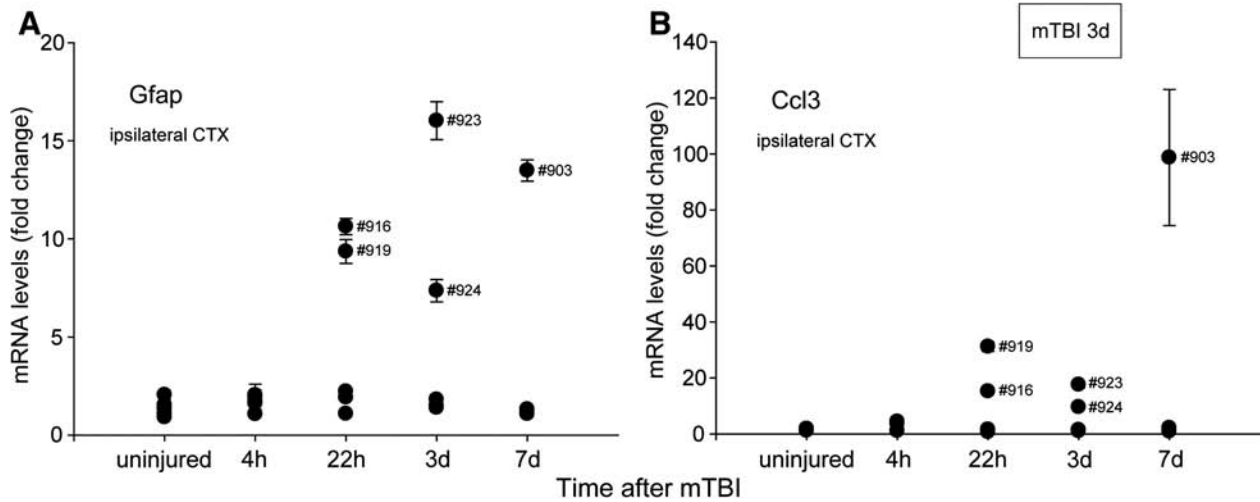 A
mRNA levels (fold change)
20
15
10
5
0
Gfap
ipsilateral CTX
#923
#903
#916
#919
#924
uninjured 4h 22h 3d 7d
B
mTBI 3d
mRNA levels (fold change)
140
120
100
80
60
40
20
0
Ccl3
ipsilateral CTX
#903
#919
#916
#923
#924
uninjured 4h 22h 3d 7d
Time after mTBI